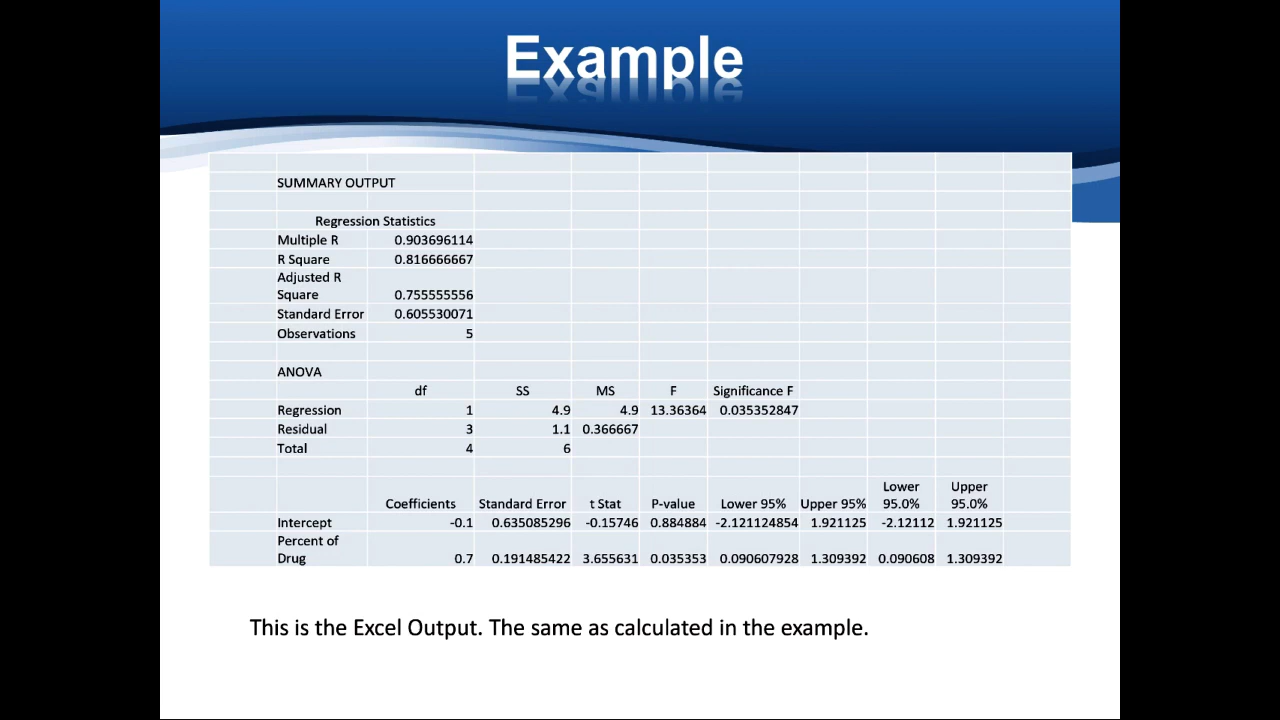 Example
SUMMARY OUTPUT
Regression Statistics
Multiple R 0.903696114
R Square 0.816666667
Adjusted R
Square 0.755555556
Standard Error 0.605530071
Observations 5
ANOVA
df SS MS F Significance F
Regression 1 4.9 4.9 13.36364 0.035352847
Residual 3 1.1 0.366667
Total 4 6
Lower Upper
Coefficients Standard Error t Stat P-value Lower 95% Upper 95% 95.0% 95.0%
Intercept -0.1 0.635085296 -0.15746 0.884884 -2.121124854 1.921125 -2.12112 1.921125
Percent of
Drug 0.7 0.191485422 3.655631 0.035353 0.090607928 1.309392 0.090608 1.309392
This is the Excel Output. The same as calculated in the example.